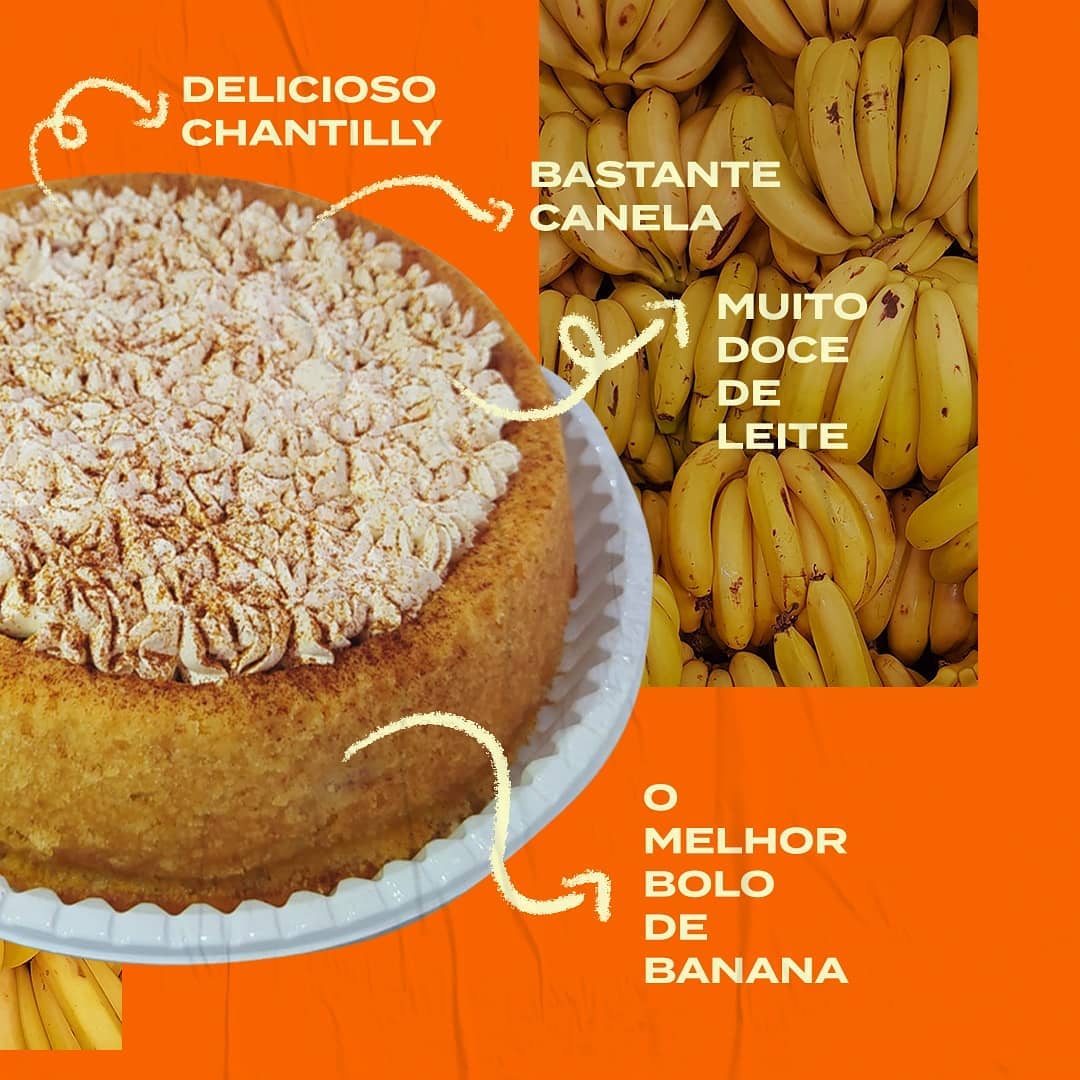 DELICIOSO
CHANTILLY
BASTANTE
CANELA
MUITO
DOCE
DE
LEITE
O
MELHOR
BOLO
DE
BANANA